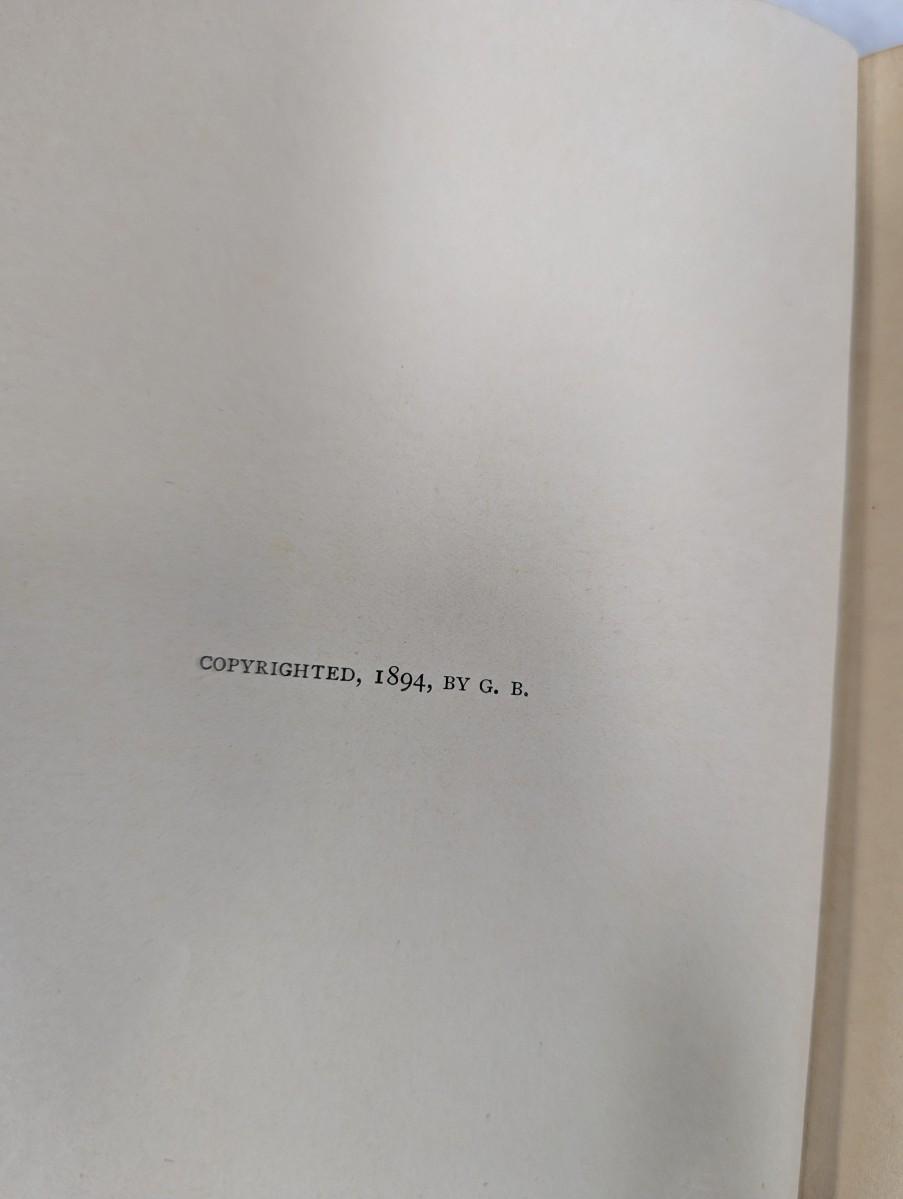 COPYRIGHTED, 1894, BY G. B.